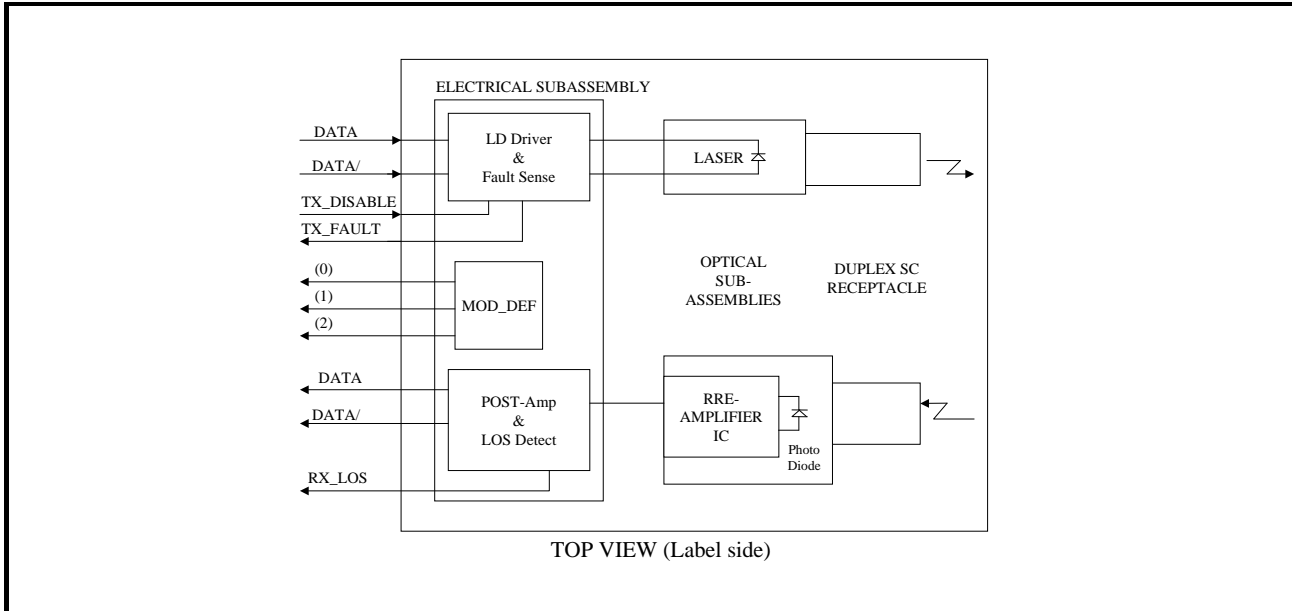 ELECTRICAL SUBASSEMBLY
DATA
DATA/
TX_DISABLE
TX_FAULT
LD Driver
&
Fault Sense
LASER
(0)
(1)
(2)
MOD_DEF
OPTICAL
SUB-
ASSEMBLIES
DUPLEX SC
RECEPTACLE
DATA
DATA/
RX_LOS
POST-Amp
&
LOS Detect
RRE-
AMPLIFIER
IC
Photo
Diode
TOP VIEW (Label side)